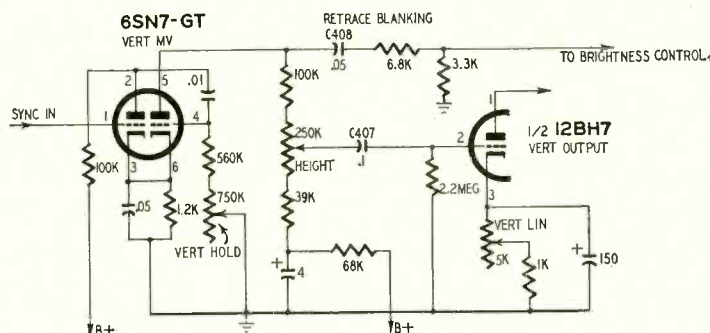 6SN7-GT
VERT MV
RETRACE BLANKING
C408
.05
6.8K
3.3K
TO BRIGHTNESS CONTROL
SYNC IN
2
5
.01
1
4
3
6
100K
100K
250K
HEIGHT
39K
C407
.1
1
2
3
1/2 12BH7
VERT OUTPUT
560K
750K
VERT HOLD
.05
1.2K
2.2MEG
VERT LIN
5K
1K
+
150
+
4
68K
B+
B+